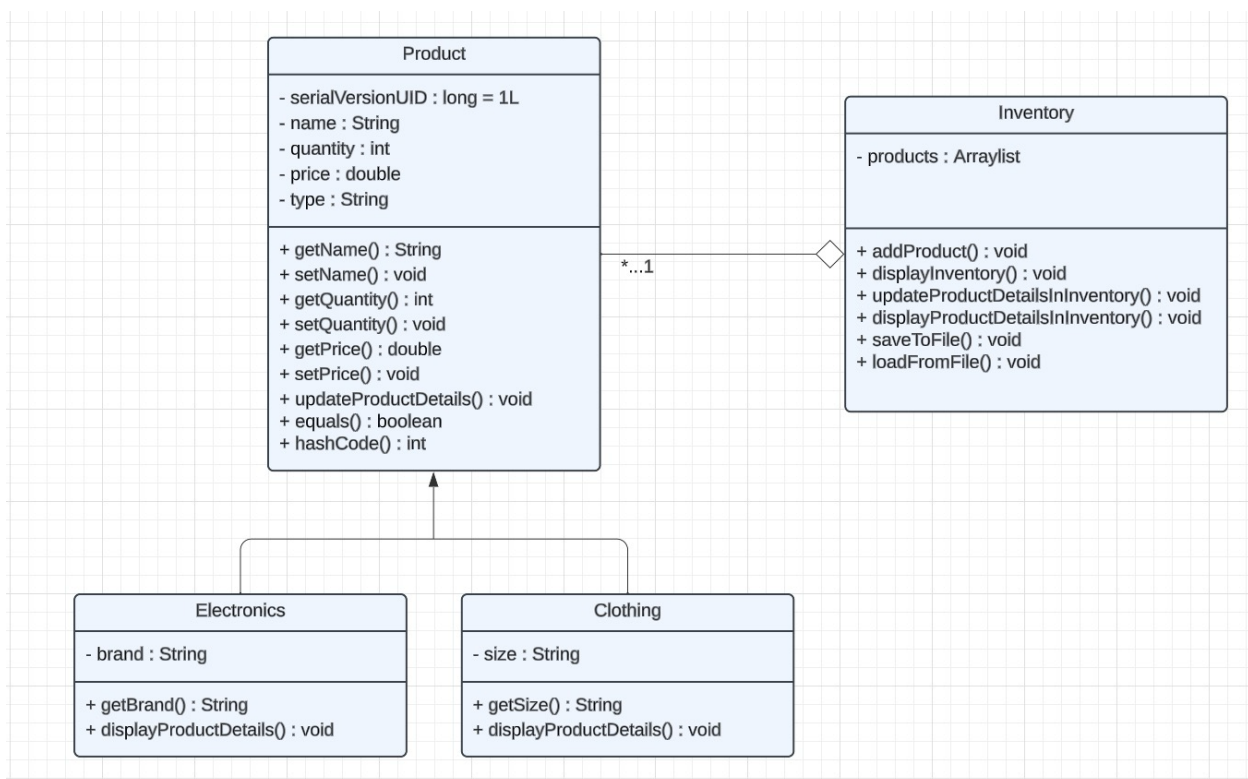 Product
- serialVersionUID : long = 1L
- name : String
- quantity : int
- price : double
- type : String
+ getName() : String
+ setName() : void
+ getQuantity() : int
+ setQuantity() : void
+ getPrice() : double
+ setPrice() : void
+ updateProductDetails() : void
+ equals() : boolean
+ hashCode() : int
*...1
Inventory
- products : Arraylist
+ addProduct() : void
+ displayInventory() : void
+ updateProductDetailsInInventory() : void
+ displayProductDetailsInInventory() : void
+ saveToFile() : void
+ loadFromFile() : void
Electronics
- brand : String
+ getBrand() : String
+ displayProductDetails() : void
Clothing
- size : String
+ getSize() : String
+ displayProductDetails() : void